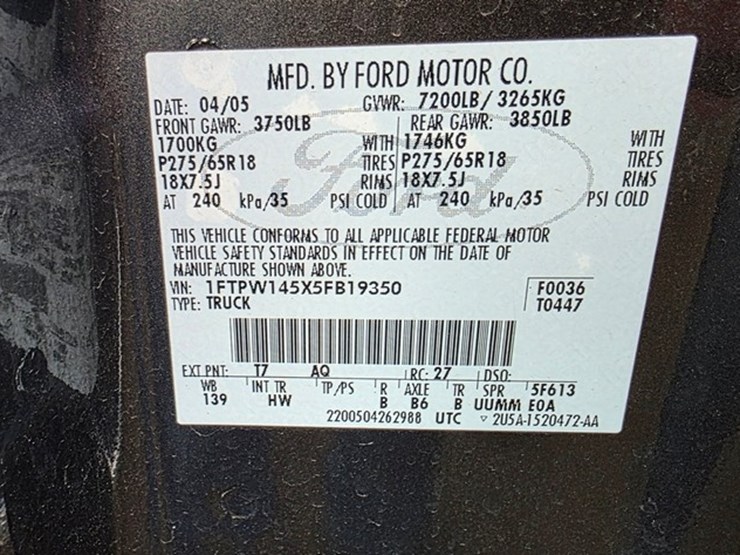 MFD. BY FORD MOTOR CO.
DATE: 04/05 GVWR: 7200LB/ 3265KG
FRONT GAWR: 3750LB REAR GAWR: 3850LB
1700KG WITH 1746KG WITH
P275/65R18 TIRES P275/65R18 TIRES
18X7.5J RIMS 18X7.5J RIMS
AT 240 kPa/35 PSI COLD AT 240 kPa/35 PSI COLD
Ford
THIS VEHICLE CONFORMS TO ALL APPLICABLE FEDERAL MOTOR
VEHICLE SAFETY STANDARDS IN EFFECT ON THE DATE OF
MANUFACTURE SHOWN ABOVE.
VIN: 1FTPW145X5FB19350 F0036
TYPE: TRUCK T0447
EXT PNT: T7 AQ RC: 27 DSO:
WB INT TR TP/PS R AXLE TR SPR 5F613
139 HW B B6 B UUMM E0A
2200504262988 UTC ▽ 2U5A-1520472-AA